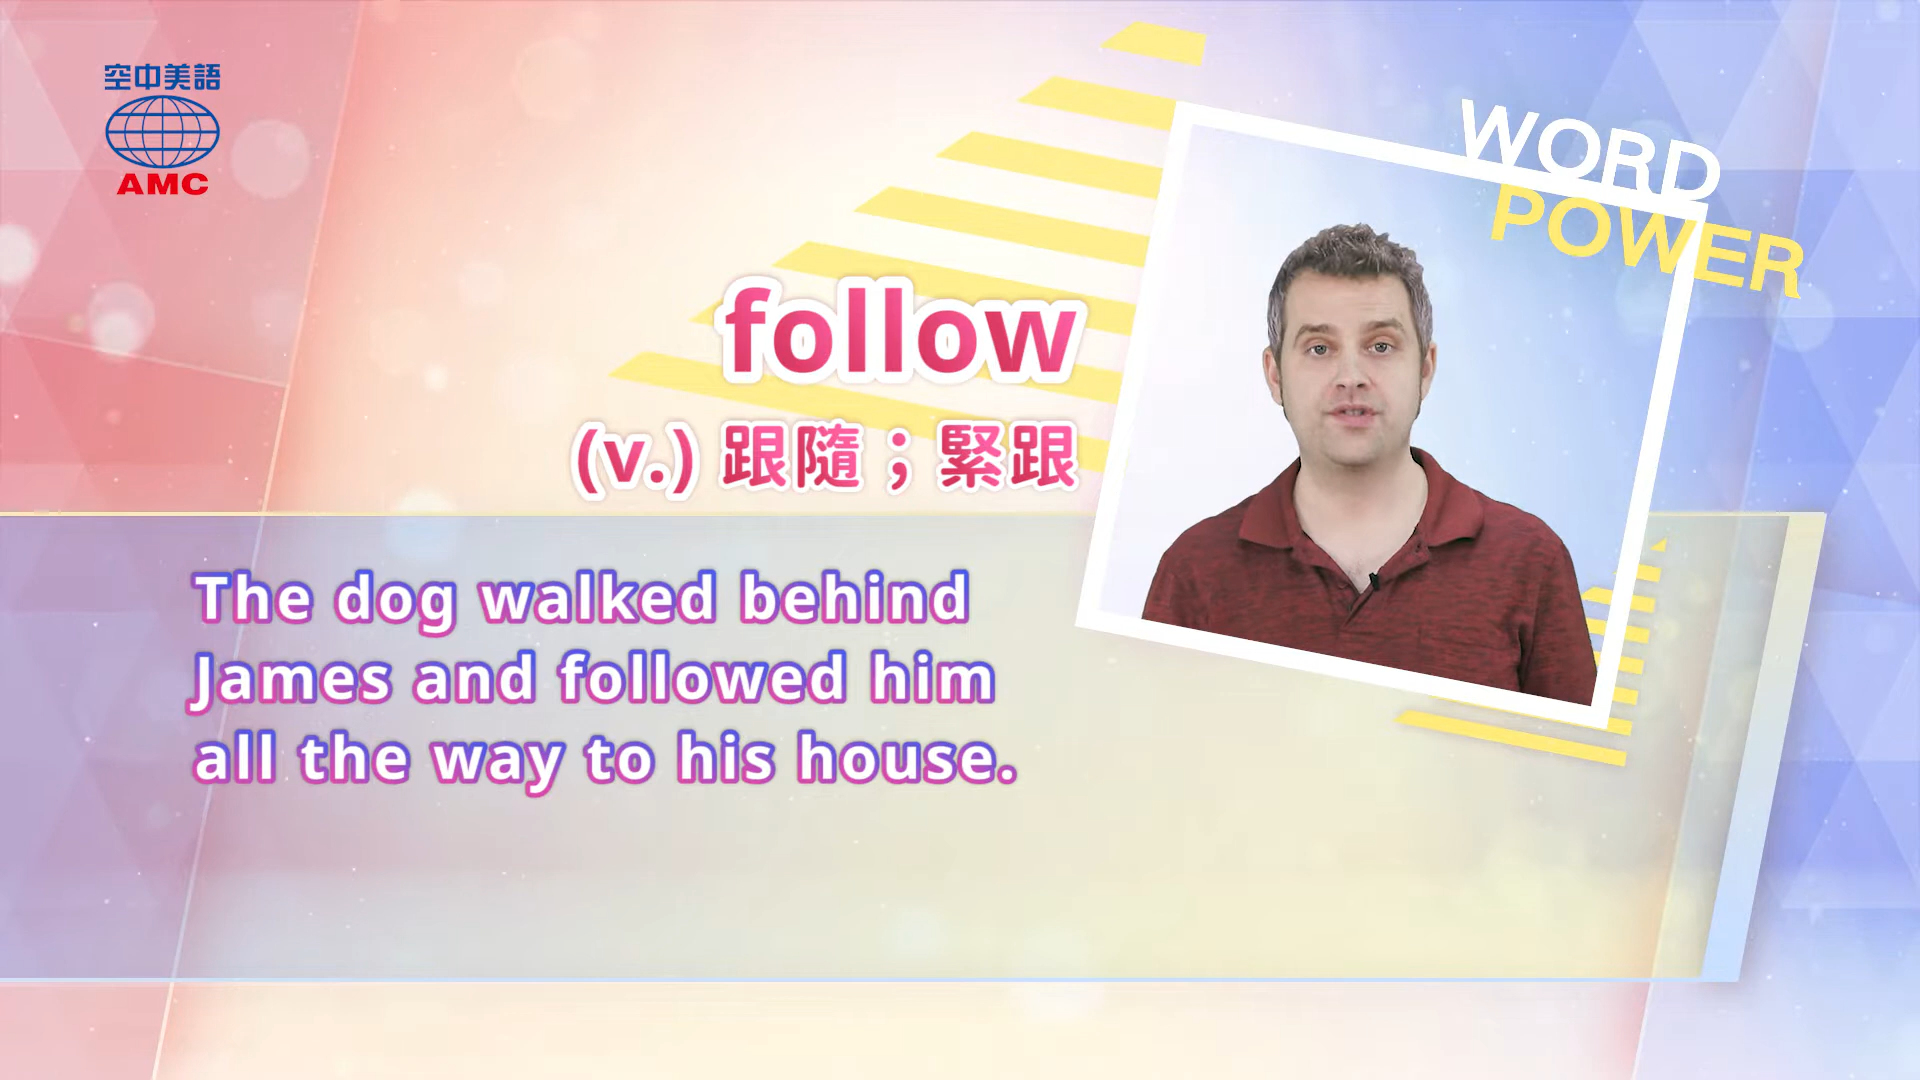 空中美語
AMC
WORD
POWER
follow
(v.) 跟隨；緊跟
The dog walked behind
James and followed him
all the way to his house.